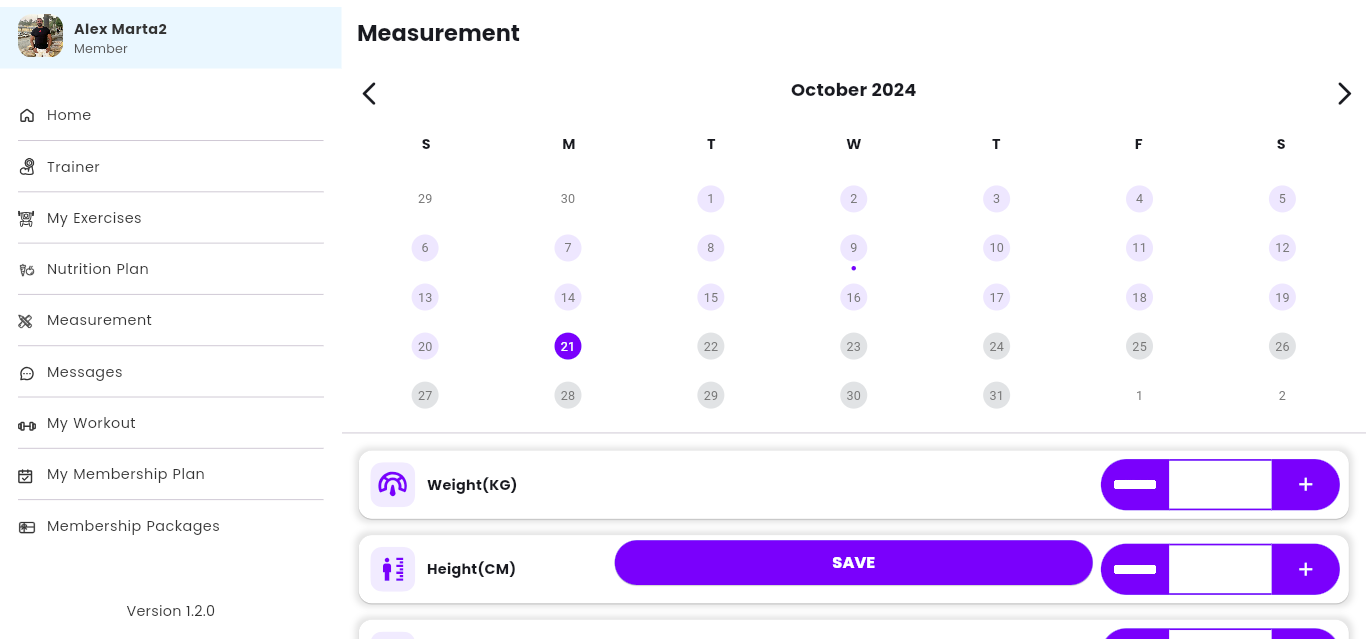 Alex Marta2
Member
Home
Trainer
My Exercises
Nutrition Plan
Measurement
Messages
My Workout
My Membership Plan
Membership Packages
Version 1.2.0
Measurement
October 2024
S M T W T F S
29 30 1 2 3 4 5
6 7 8 9 10 11 12
13 14 15 16 17 18 19
20 21 22 23 24 25 26
27 28 29 30 31 1 2
Weight(KG) +
Height(CM) SAVE +